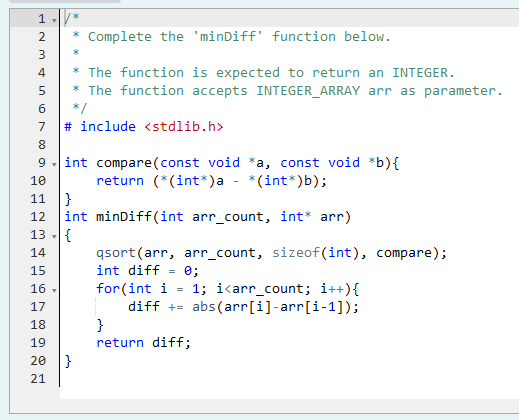 1 /*
2  * Complete the 'minDiff' function below.
3  *
4  * The function is expected to return an INTEGER.
5  * The function accepts INTEGER_ARRAY arr as parameter.
6  */
7 # include <stdlib.h>
8
9 int compare(const void *a, const void *b){
10     return (*(int*)a - *(int*)b);
11 }
12 int minDiff(int arr_count, int* arr)
13 {
14     qsort(arr, arr_count, sizeof(int), compare);
15     int diff = 0;
16     for(int i = 1; i<arr_count; i++){
17         diff += abs(arr[i]-arr[i-1]);
18     }
19     return diff;
20 }
21